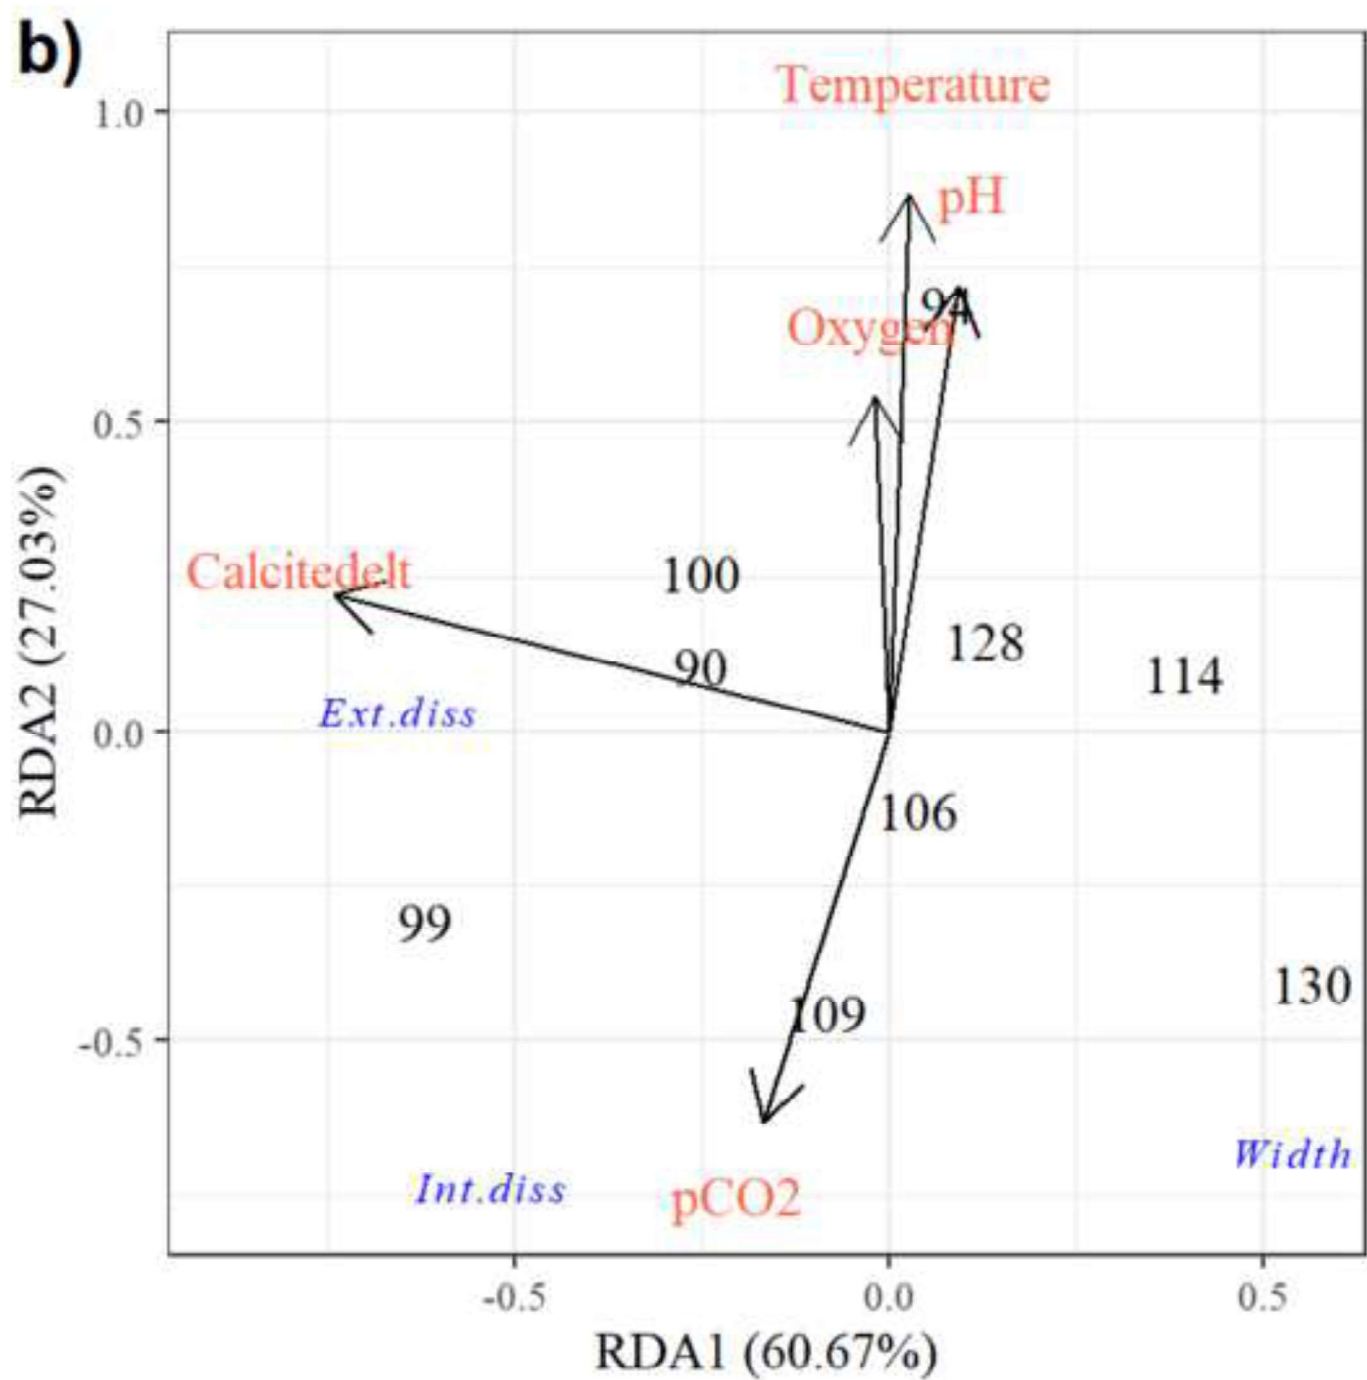 b)
Temperature
1.0
pH
94
Oxygen
0.5
RDA2 (27.03%)
Calcitedelt
100
128
90
114
Ext.diss
0.0
106
99
130
109
-0.5
Width
Int.diss
pCO2
-0.5
0.0
0.5
RDA1 (60.67%)